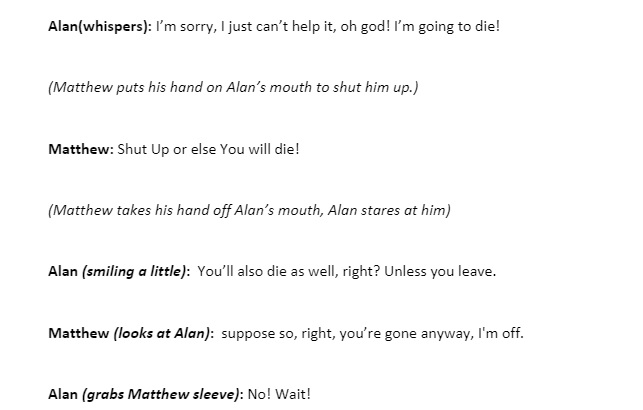 Alan(whispers): I’m sorry, I just can’t help it, oh god! I’m going to die!
(Matthew puts his hand on Alan’s mouth to shut him up.)
Matthew: Shut Up or else You will die!
(Matthew takes his hand off Alan’s mouth, Alan stares at him)
Alan (smiling a little):  You’ll also die as well, right? Unless you leave.
Matthew (looks at Alan):  suppose so, right, you’re gone anyway, I'm off.
Alan (grabs Matthew sleeve): No! Wait!